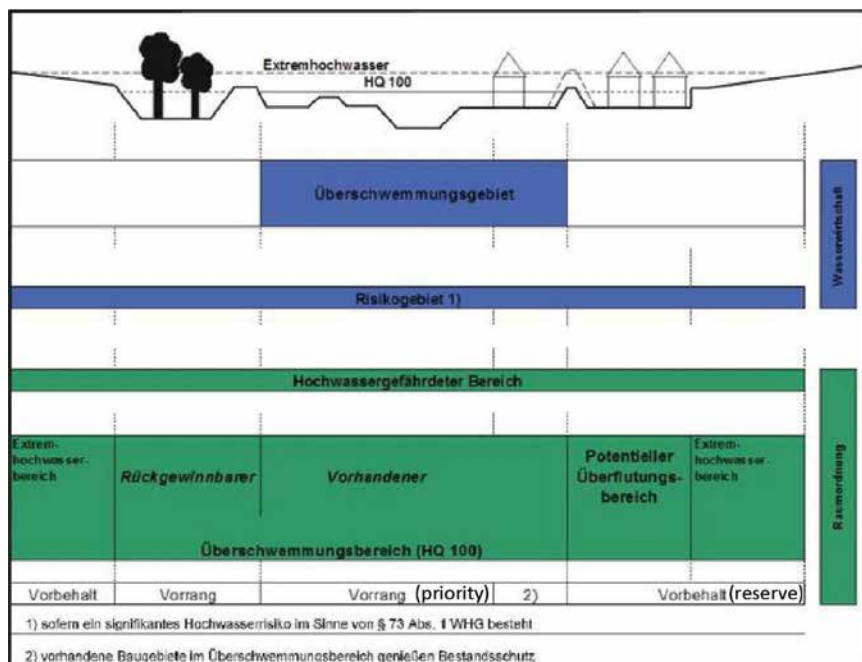 Extremhochwasser
HQ 100
Überschwemmungsgebiet
Wasserwirtschaft
Risikogebiet 1)
Hochwassergefährdeter Bereich
Extrem-
hochwasser-
bereich
Rückgewinnbarer
Vorhandener
Potentieller
Überflutungs-
bereich
Extrem-
hochwasser-
bereich
Überschwemmungsbereich (HQ 100)
Raumordnung
Vorbehalt Vorrang Vorrang (priority) 2) Vorbehalt (reserve)
1) sofern ein signifikantes Hochwasserrisiko im Sinne von § 73 Abs. 1 WHG besteht
2) vorhandene Baugebiete im Überschwemmungsbereich genießen Bestandsschutz